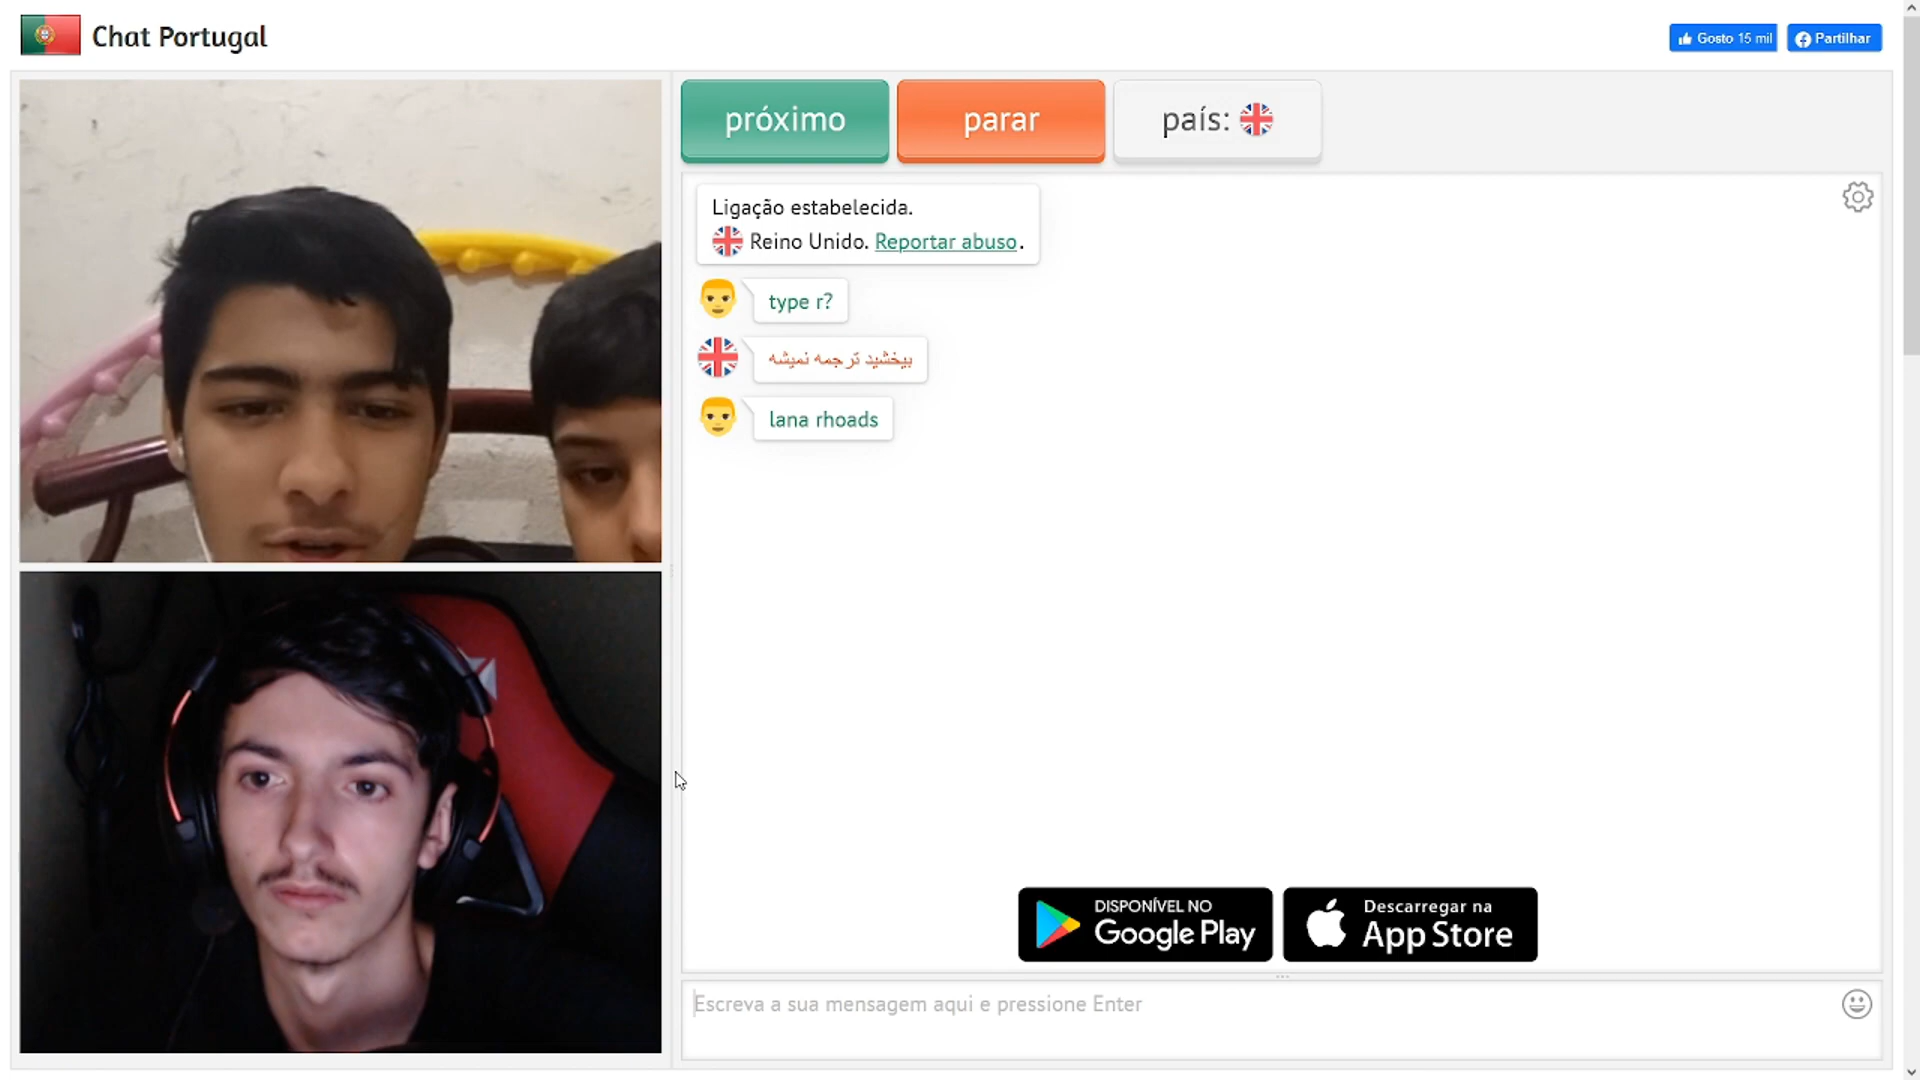 Chat Portugal
Gosto 15 mil
Partilhar
próximo
parar
país:
Ligação estabelecida.
Reino Unido. Reportar abuso.
type r?
بیخشید ترجمه نمیشه
lana rhoads
DISPONÍVEL NO
Google Play
Descarregar na
App Store
Escreva a sua mensagem aqui e pressione Enter